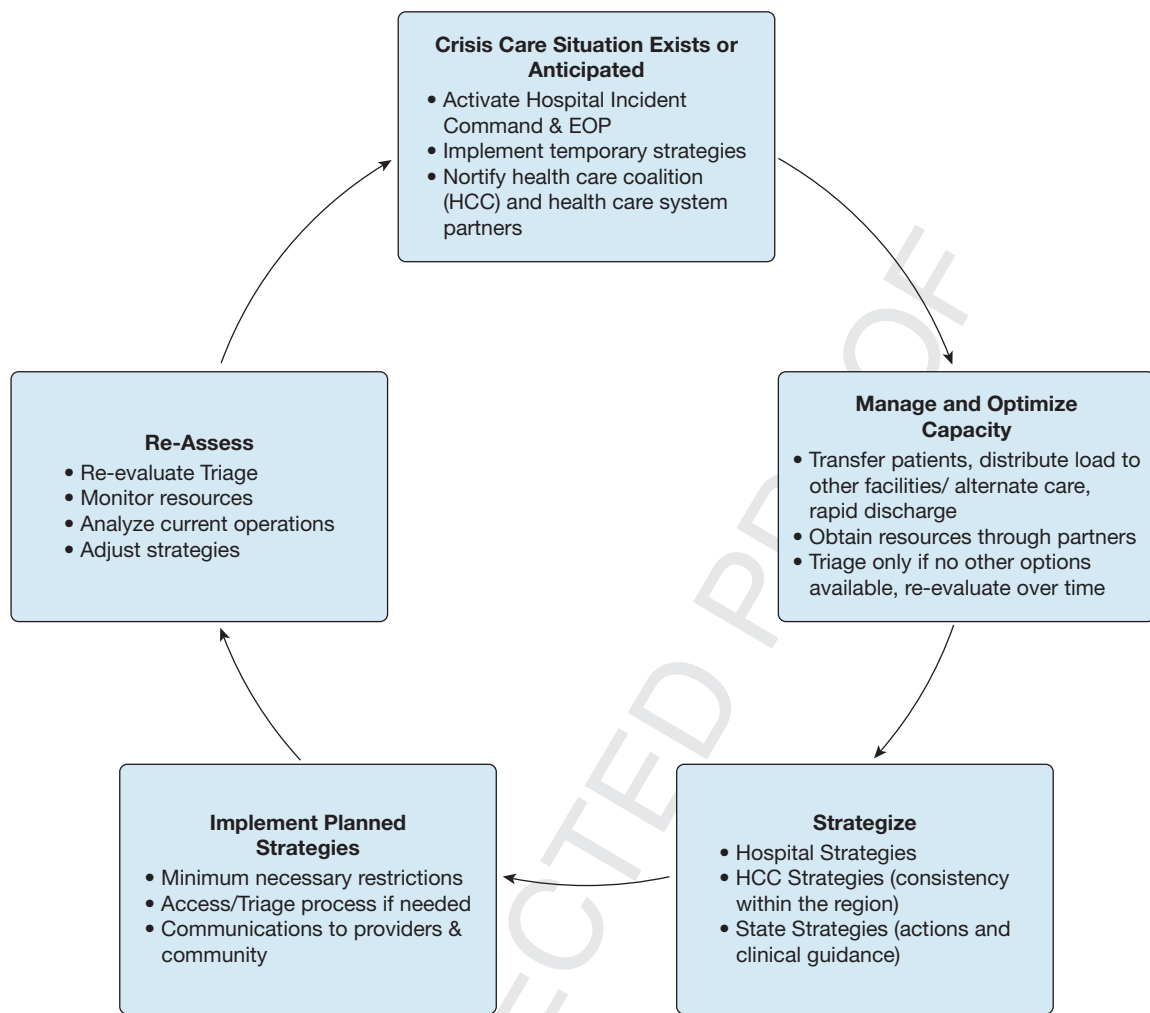 Crisis Care Situation Exists or
Anticipated
• Activate Hospital Incident
Command & EOP
• Implement temporary strategies
• Nortify health care coalition
(HCC) and health care system
partners
Manage and Optimize
Capacity
• Transfer patients, distribute load to
other facilities/ alternate care,
rapid discharge
• Obtain resources through partners
• Triage only if no other options
available, re-evaluate over time
Strategize
• Hospital Strategies
• HCC Strategies (consistency
within the region)
• State Strategies (actions and
clinical guidance)
Implement Planned
Strategies
• Minimum necessary restrictions
• Access/Triage process if needed
• Communications to providers &
community
Re-Assess
• Re-evaluate Triage
• Monitor resources
• Analyze current operations
• Adjust strategies